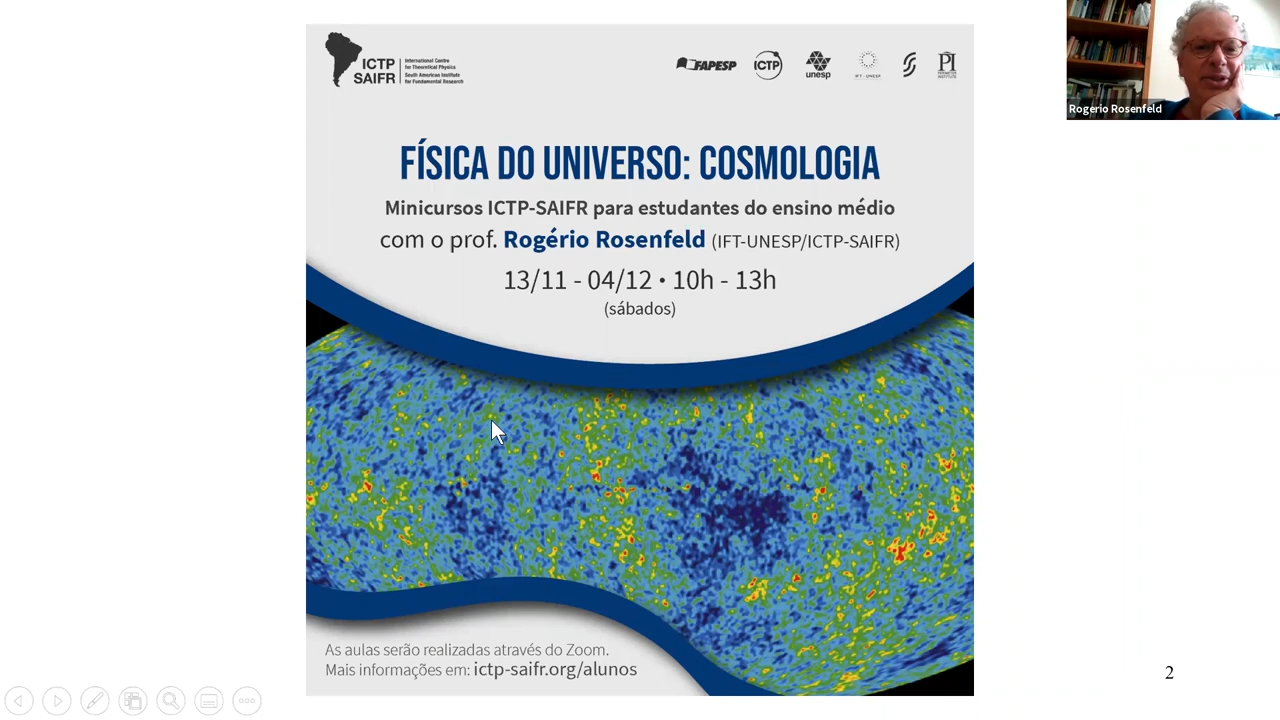 ICTP
SAIFR
International Centre
for Theoretical Physics
South American Institute
for Fundamental Research
FAPESP
ICTP
unesp
IFT - UNESP
PI
PERIMETER
INSTITUTE
Rogerio Rosenfeld
FÍSICA DO UNIVERSO: COSMOLOGIA
Minicursos ICTP-SAIFR para estudantes do ensino médio
com o prof. Rogério Rosenfeld (IFT-UNESP/ICTP-SAIFR)
13/11 - 04/12 • 10h - 13h
(sábados)
As aulas serão realizadas através do Zoom.
Mais informações em: ictp-saifr.org/alunos
2